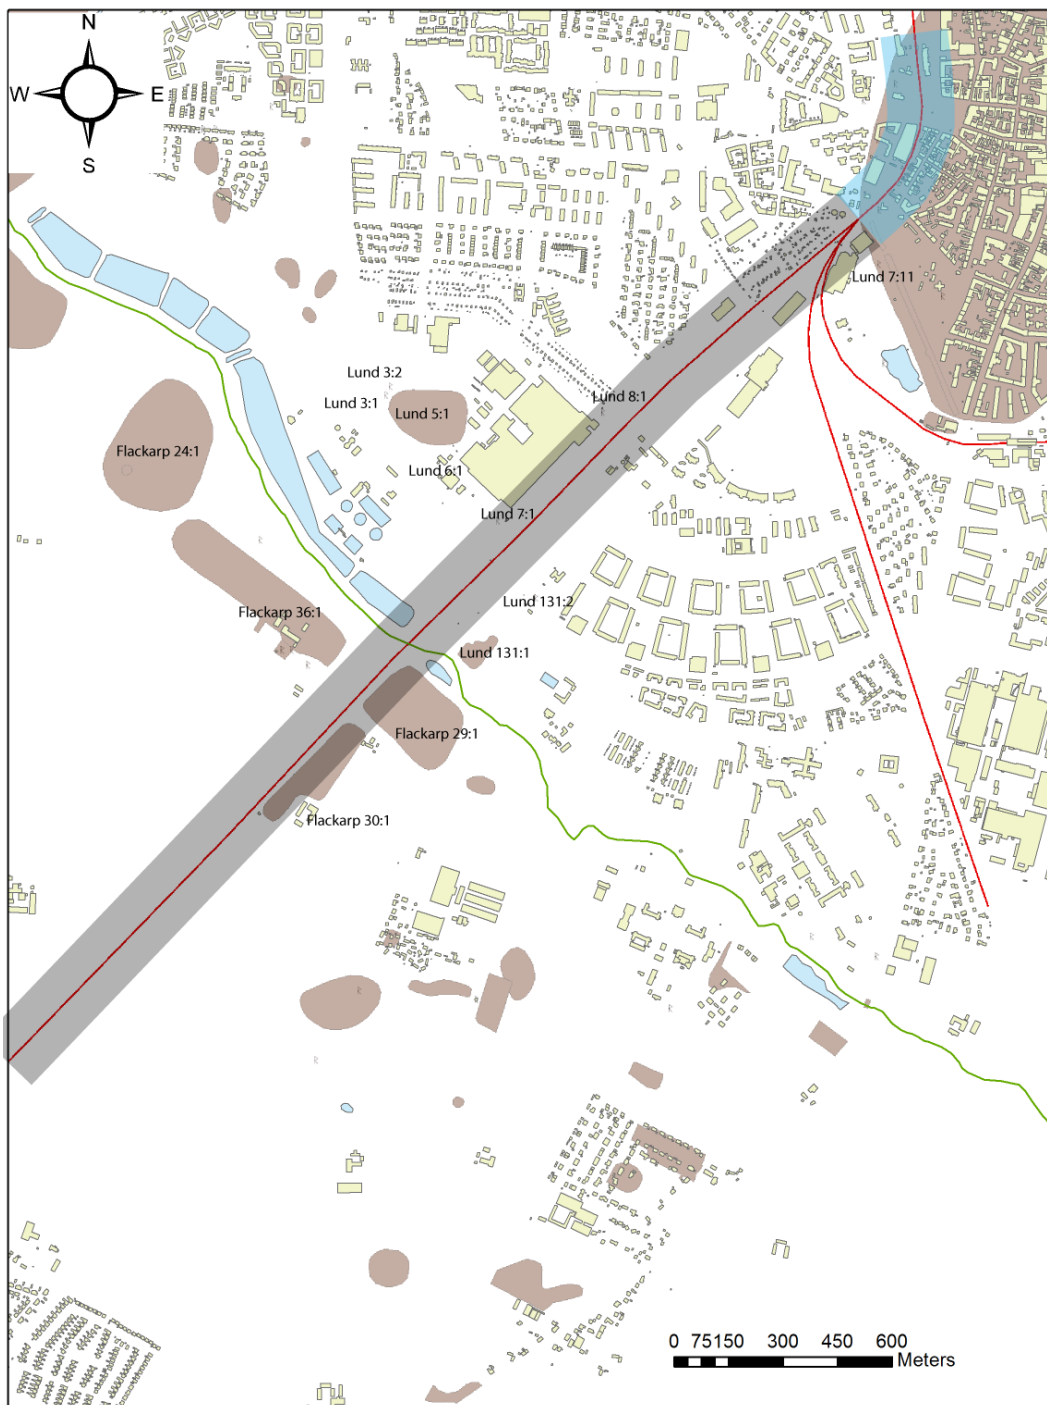 N
W E
S
Lund 7:11
Lund 3:2
Lund 8:1
Lund 3:1
Lund 5:1
Flackarp 24:1
Lund 6:1
Lund 7:1
Lund 131:2
Flackarp 36:1
Lund 131:1
Flackarp 29:1
Flackarp 30:1
0 75 150 300 450 600
Meters
R
R
R
R
R
R
R